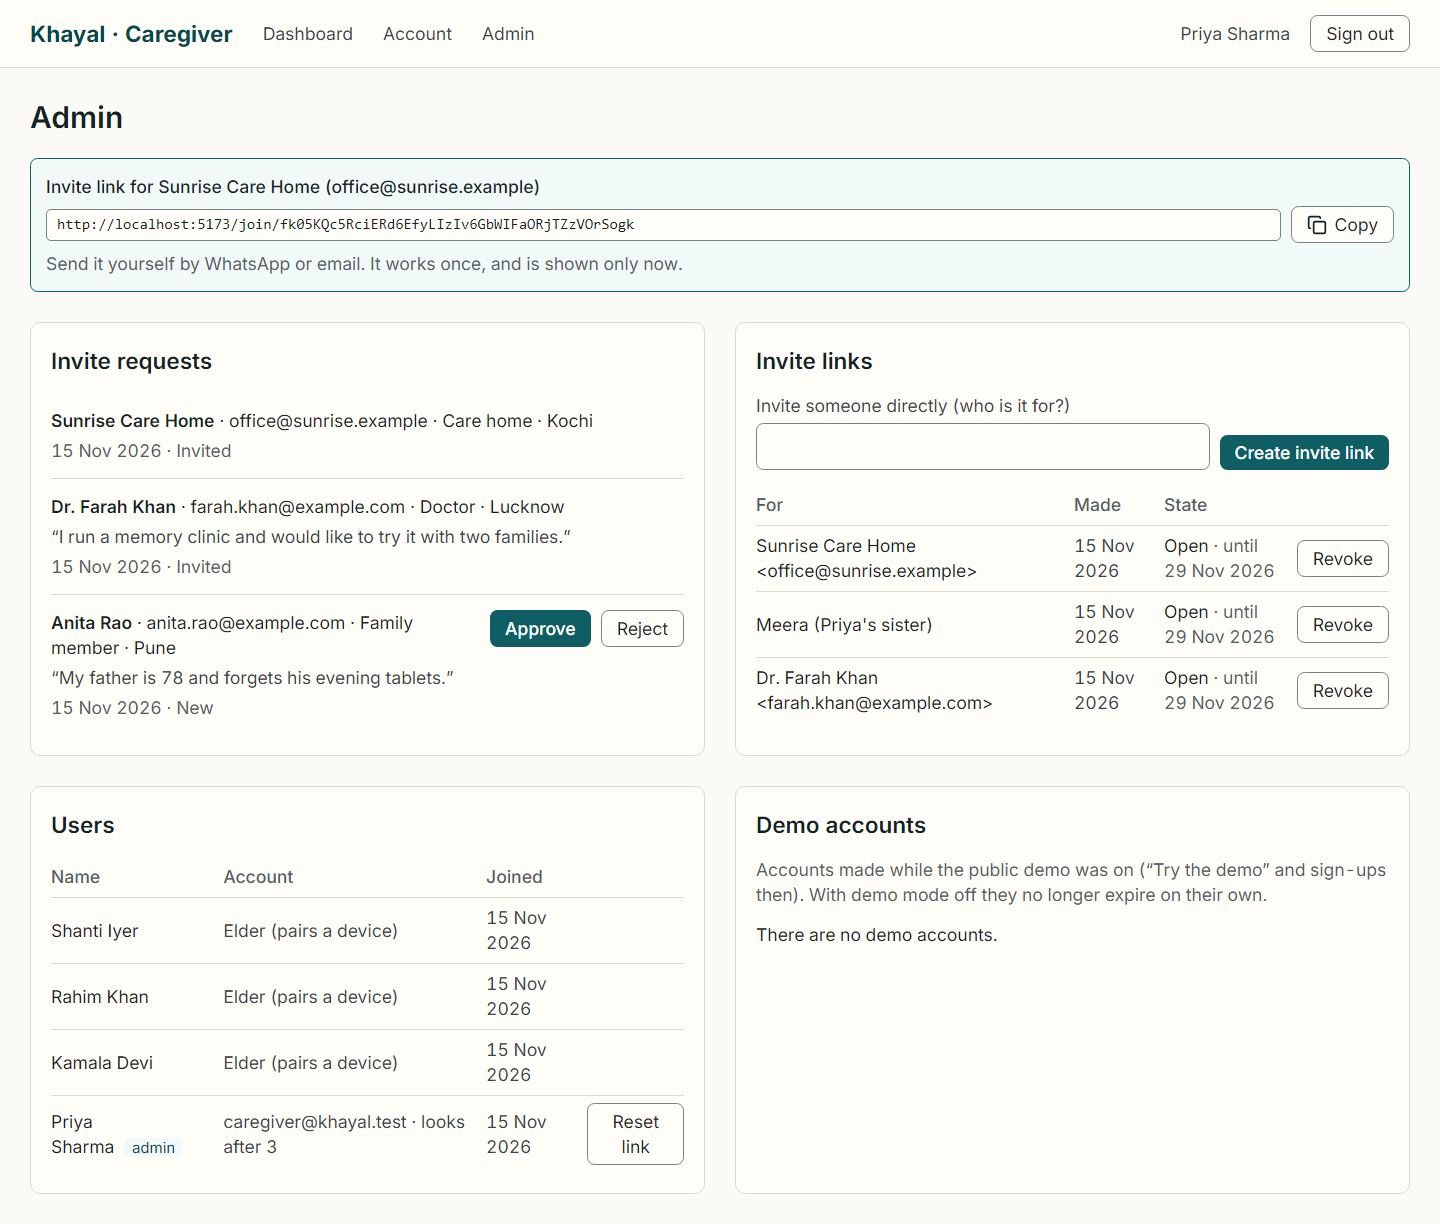 Khayal · Caregiver Dashboard Account Admin Priya Sharma Sign out
Admin
Invite link for Sunrise Care Home (office@sunrise.example)
http://localhost:5173/join/fk05KQc5RciERd6EfyLIzIv6GbWIFaORjTZzVOrSogk Copy
Send it yourself by WhatsApp or email. It works once, and is shown only now.
Invite requests
Sunrise Care Home · office@sunrise.example · Care home · Kochi
15 Nov 2026 · Invited
Dr. Farah Khan · farah.khan@example.com · Doctor · Lucknow
“I run a memory clinic and would like to try it with two families.”
15 Nov 2026 · Invited
Anita Rao · anita.rao@example.com · Family
member · Pune
Approve Reject
“My father is 78 and forgets his evening tablets.”
15 Nov 2026 · New
Invite links
Invite someone directly (who is it for?)
Create invite link
For Made State
Sunrise Care Home 15 Nov Open · until
<office@sunrise.example> 2026 29 Nov 2026
Revoke
Meera (Priya's sister) 15 Nov Open · until
2026 29 Nov 2026
Revoke
Dr. Farah Khan 15 Nov Open · until
<farah.khan@example.com> 2026 29 Nov 2026
Revoke
Users
Name Account Joined
Shanti Iyer Elder (pairs a device) 15 Nov
2026
Rahim Khan Elder (pairs a device) 15 Nov
2026
Kamala Devi Elder (pairs a device) 15 Nov
2026
Priya caregiver@khayal.test · looks 15 Nov Reset
Sharma admin after 3 2026 link
Demo accounts
Accounts made while the public demo was on (“Try the demo” and sign-ups
then). With demo mode off they no longer expire on their own.
There are no demo accounts.